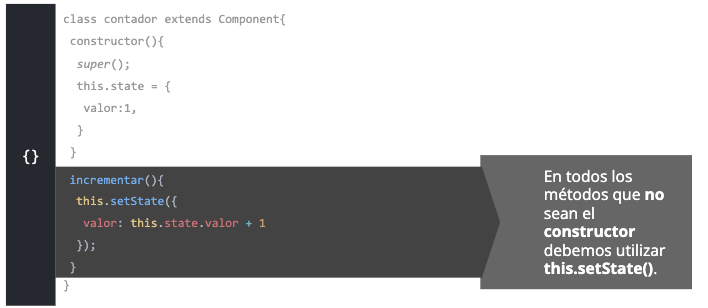 class contador extends Component{
constructor(){
super();
this.state = {
valor:1,
}
}
{}
incrementar(){
this.setState({
valor: this.state.valor + 1
});
}
}
En todos los
métodos que no
sean el
constructor
debemos utilizar
this.setState().